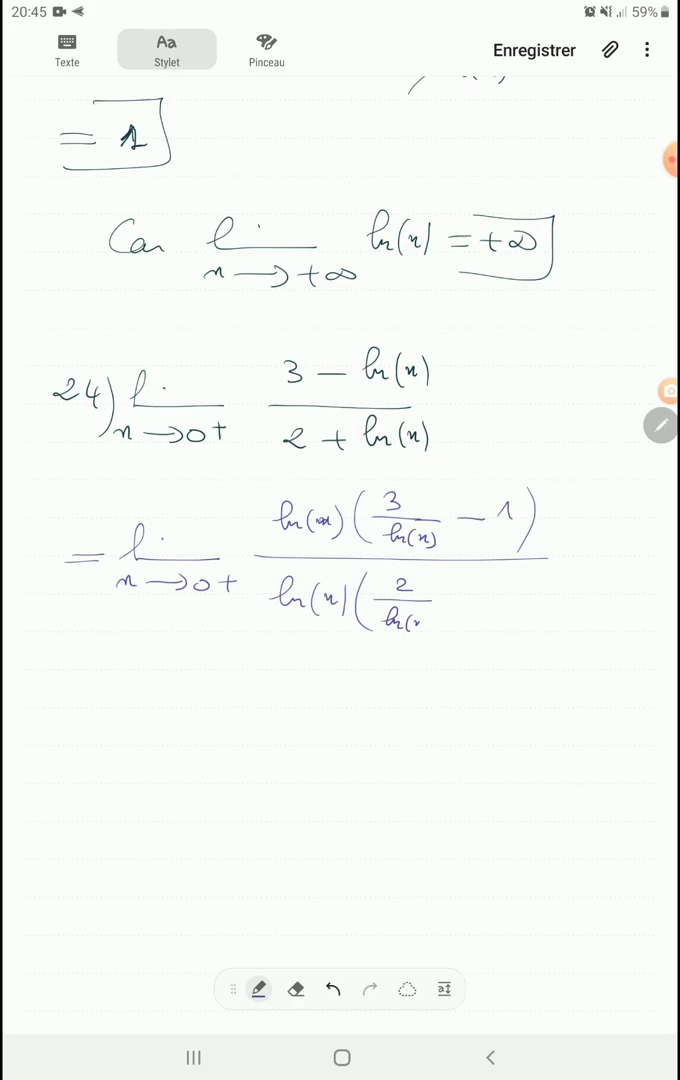 20:45 59%
Texte Stylet Pinceau Enregistrer
= 1
Car lim x→+∞ ln(x) = +∞
24) lim x→0+ (3 - ln(x)) / (2 + ln(x))
= lim x→0+ ln(x)(3/ln(x) - 1) / ln(x)(2/ln(x